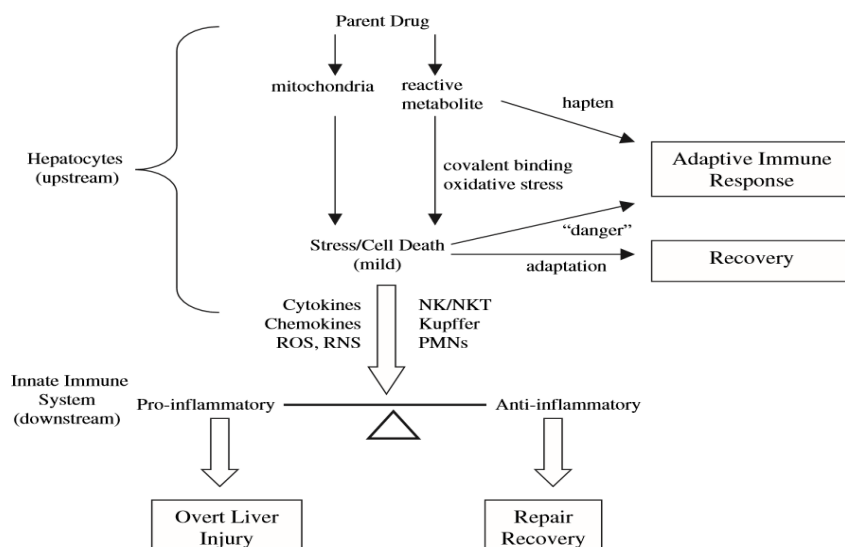 Parent Drug
mitochondria
reactive
metabolite
hapten
Hepatocytes
(upstream)
covalent binding
oxidative stress
Adaptive Immune
Response
“danger”
Stress/Cell Death
(mild)
adaptation
Recovery
Cytokines
Chemokines
ROS, RNS
NK/NKT
Kupffer
PMNs
Innate Immune
System
(downstream)
Pro-inflammatory
Anti-inflammatory
Overt Liver
Injury
Repair
Recovery